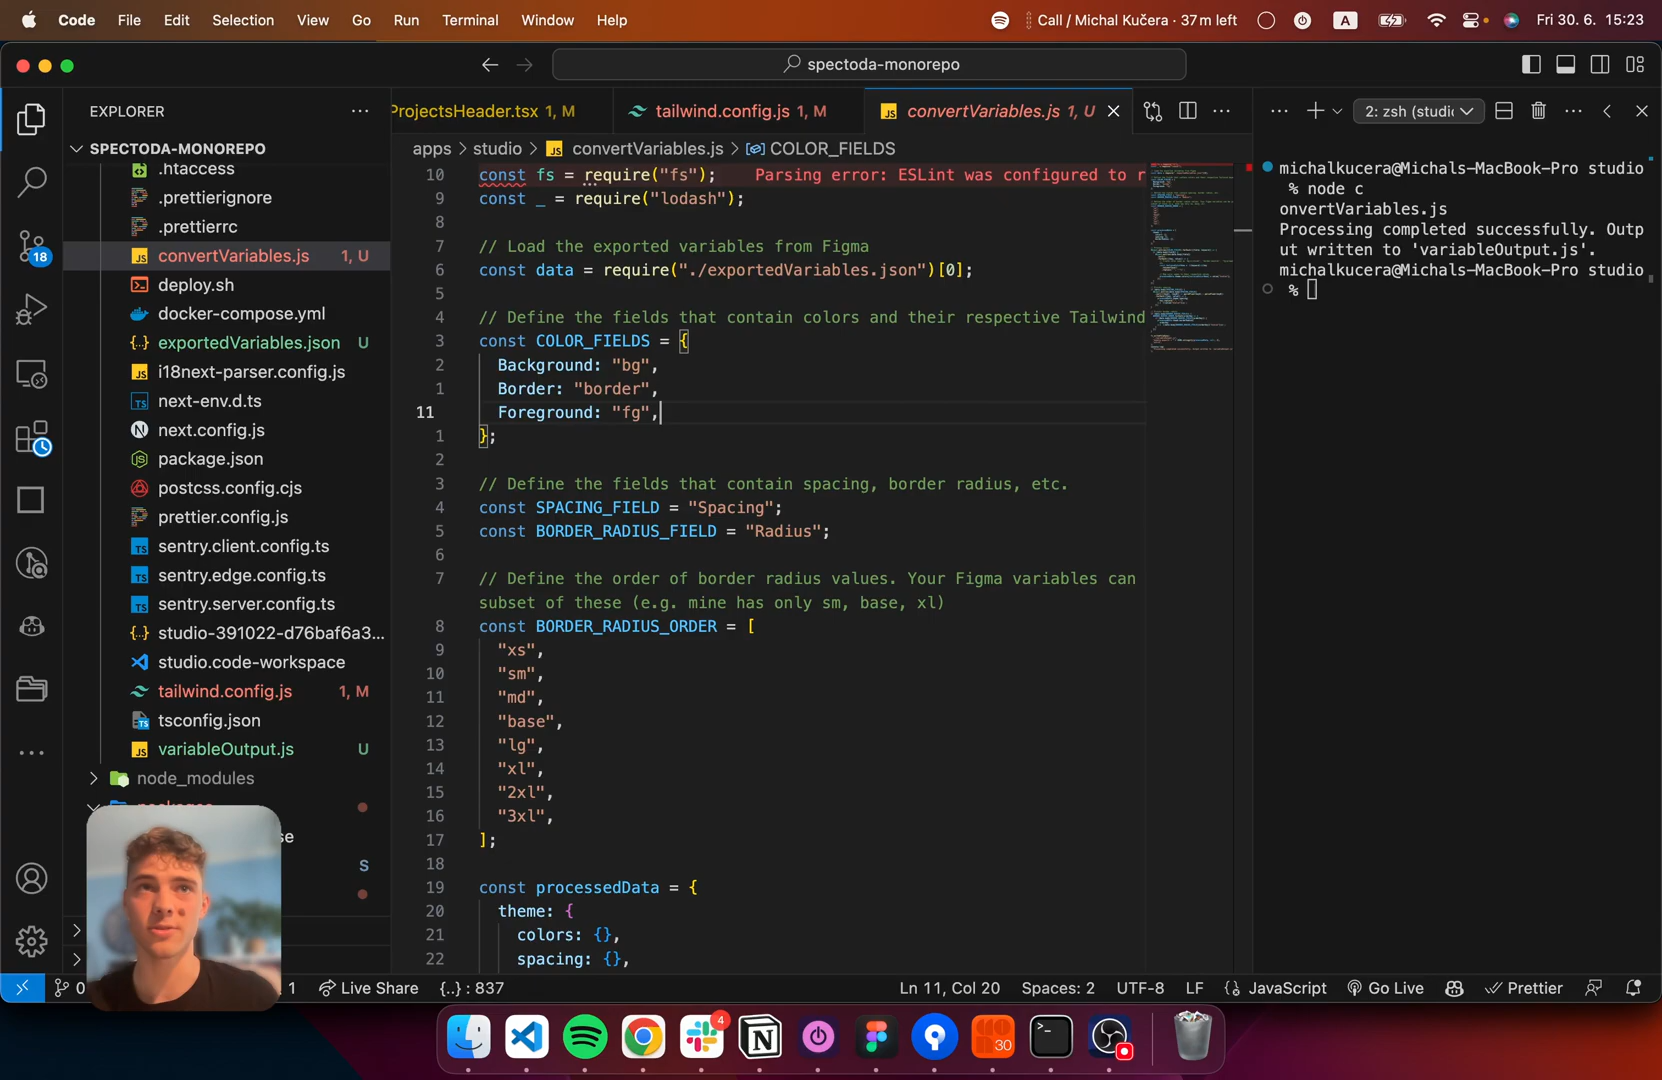 Code File Edit Selection View Go Run Terminal Window Help
Call / Michal Kučera · 37m left
A
Fri 30. 6. 15:23
spectoda-monorepo
EXPLORER
SPECTODA-MONOREPO
.htaccess
.prettierignore
.prettierrc
convertVariables.js 1, U
deploy.sh
docker-compose.yml
exportedVariables.json U
i18next-parser.config.js
next-env.d.ts
next.config.js
package.json
postcss.config.cjs
prettier.config.js
sentry.client.config.ts
sentry.edge.config.ts
sentry.server.config.ts
studio-391022-d76baf6a3...
studio.code-workspace
tailwind.config.js 1, M
tsconfig.json
variableOutput.js U
node_modules
se
S
18
ProjectsHeader.tsx 1, M
tailwind.config.js 1, M
convertVariables.js 1, U
apps > studio > convertVariables.js > COLOR_FIELDS
10 const fs = require("fs"); Parsing error: ESLint was configured to r
9 const _ = require("lodash");
8
7 // Load the exported variables from Figma
6 const data = require("./exportedVariables.json")[0];
5
4 // Define the fields that contain colors and their respective Tailwind
3 const COLOR_FIELDS = {
2 Background: "bg",
1 Border: "border",
11 Foreground: "fg",
1 };
2
3 // Define the fields that contain spacing, border radius, etc.
4 const SPACING_FIELD = "Spacing";
5 const BORDER_RADIUS_FIELD = "Radius";
6
7 // Define the order of border radius values. Your Figma variables can
subset of these (e.g. mine has only sm, base, xl)
8 const BORDER_RADIUS_ORDER = [
9 "xs",
10 "sm",
11 "md",
12 "base",
13 "lg",
14 "xl",
15 "2xl",
16 "3xl",
17 ];
18
19 const processedData = {
20 theme: {
21 colors: {},
22 spacing: {},
2: zsh (studi
michalkucera@Michals-MacBook-Pro studio
% node c
onvertVariables.js
Processing completed successfully. Outp
ut written to 'variableOutput.js'.
michalkucera@Michals-MacBook-Pro studio
%
0
1
Live Share
{..} : 837
Ln 11, Col 20
Spaces: 2
UTF-8
LF
JavaScript
Go Live
Prettier
4
30